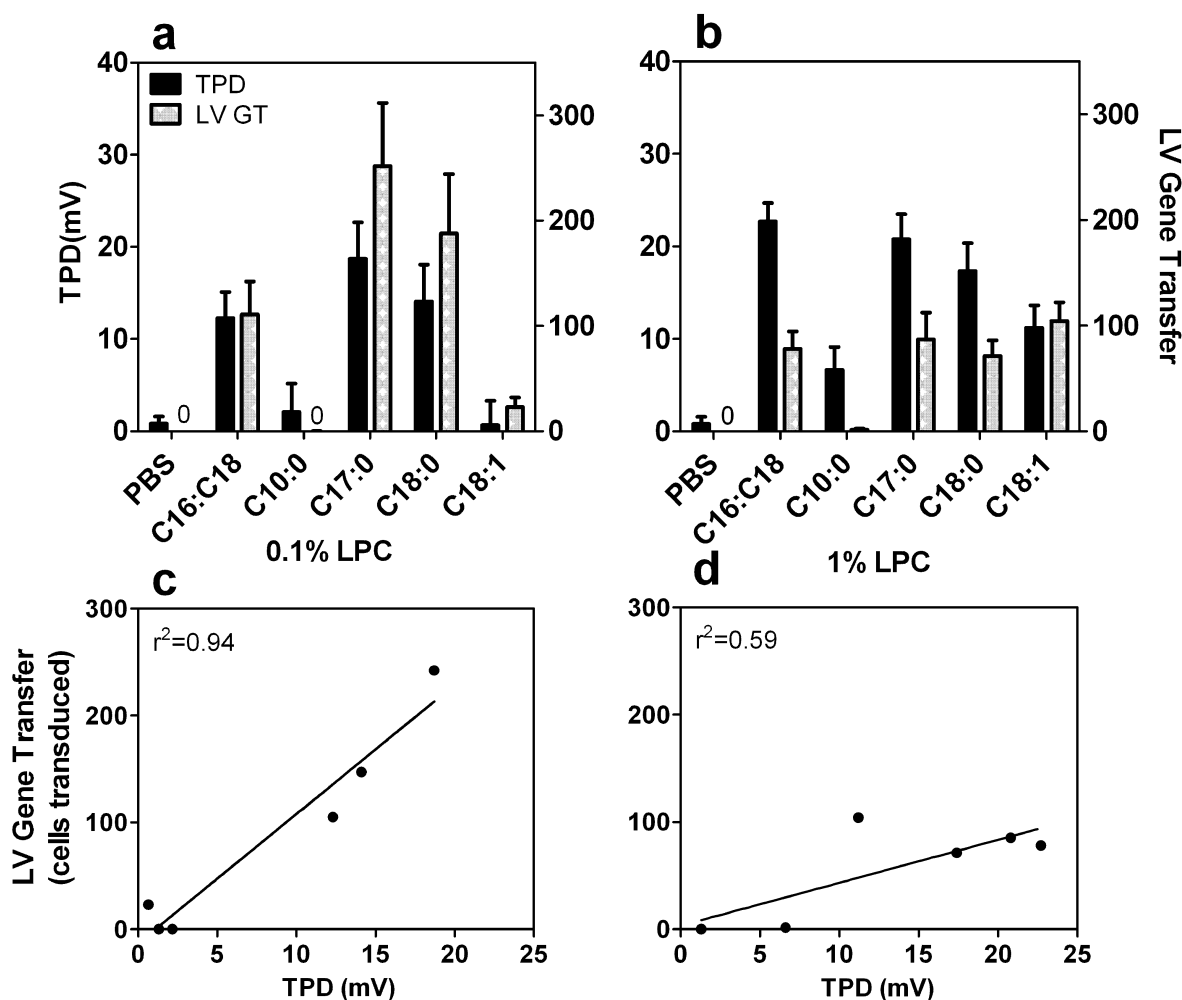 a
40
30
20
10
0
TPD(mV)
TPD
LV GT
0
0
300
200
100
0
PBS
C16:C18
C10:0
C17:0
C18:0
C18:1
0.1% LPC
b
40
30
20
10
0
0
300
200
100
0
LV Gene Transfer
PBS
C16:C18
C10:0
C17:0
C18:0
C18:1
1% LPC
c
300
200
100
0
LV Gene Transfer
(cells transduced)
r2=0.94
0 5 10 15 20 25
TPD (mV)
d
300
200
100
0
r2=0.59
0 5 10 15 20 25
TPD (mV)